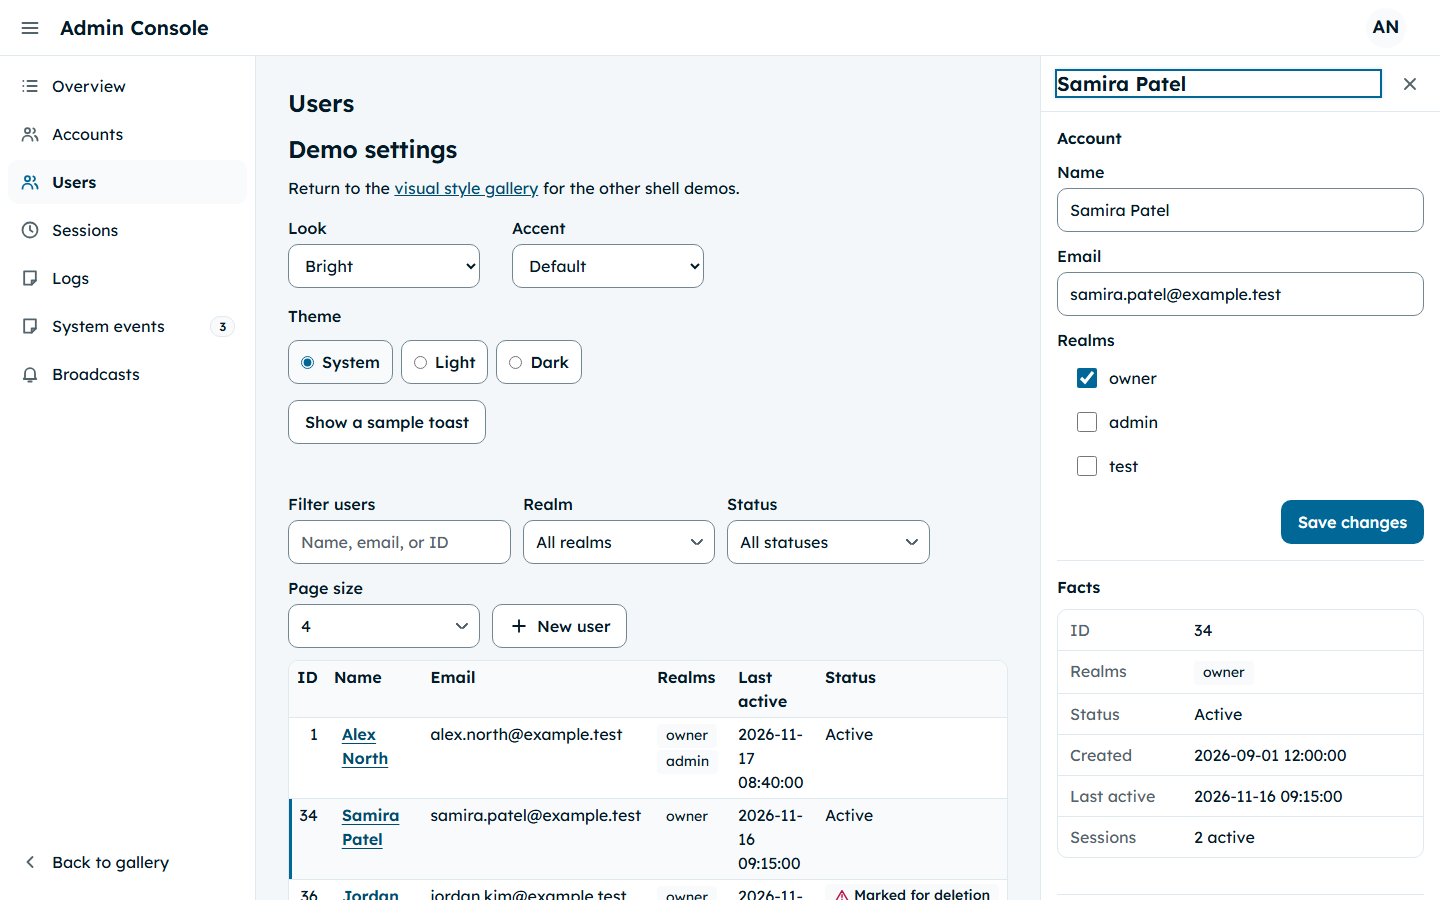 Admin Console
AN
Overview
Accounts
Users
Sessions
Logs
System events 3
Broadcasts
Back to gallery
Users
Demo settings
Return to the visual style gallery for the other shell demos.
Look Accent
Bright Default
Theme
System Light Dark
Show a sample toast
Filter users Realm Status
Name, email, or ID All realms All statuses
Page size
4 New user
ID Name Email Realms Last active Status
1 Alex North alex.north@example.test owner admin 2026-11-17 08:40:00 Active
34 Samira Patel samira.patel@example.test owner 2026-11-16 09:15:00 Active
36 Jordan jordan.kim@example.test owner 2026-11- Marked for deletion
Samira Patel
Account
Name
Samira Patel
Email
samira.patel@example.test
Realms
owner
admin
test
Save changes
Facts
ID 34
Realms owner
Status Active
Created 2026-09-01 12:00:00
Last active 2026-11-16 09:15:00
Sessions 2 active